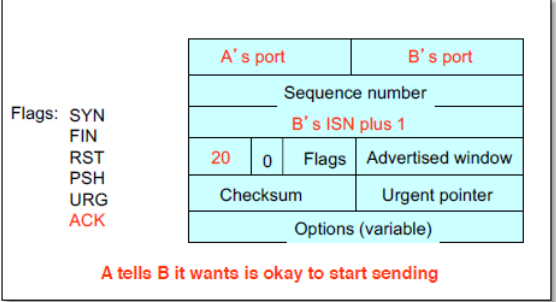 A's port B's port
Sequence number
Flags: SYN
B's ISN plus 1
FIN
RST
20 0 Flags Advertised window
PSH
URG
Checksum Urgent pointer
ACK
Options (variable)
A tells B it wants is okay to start sending